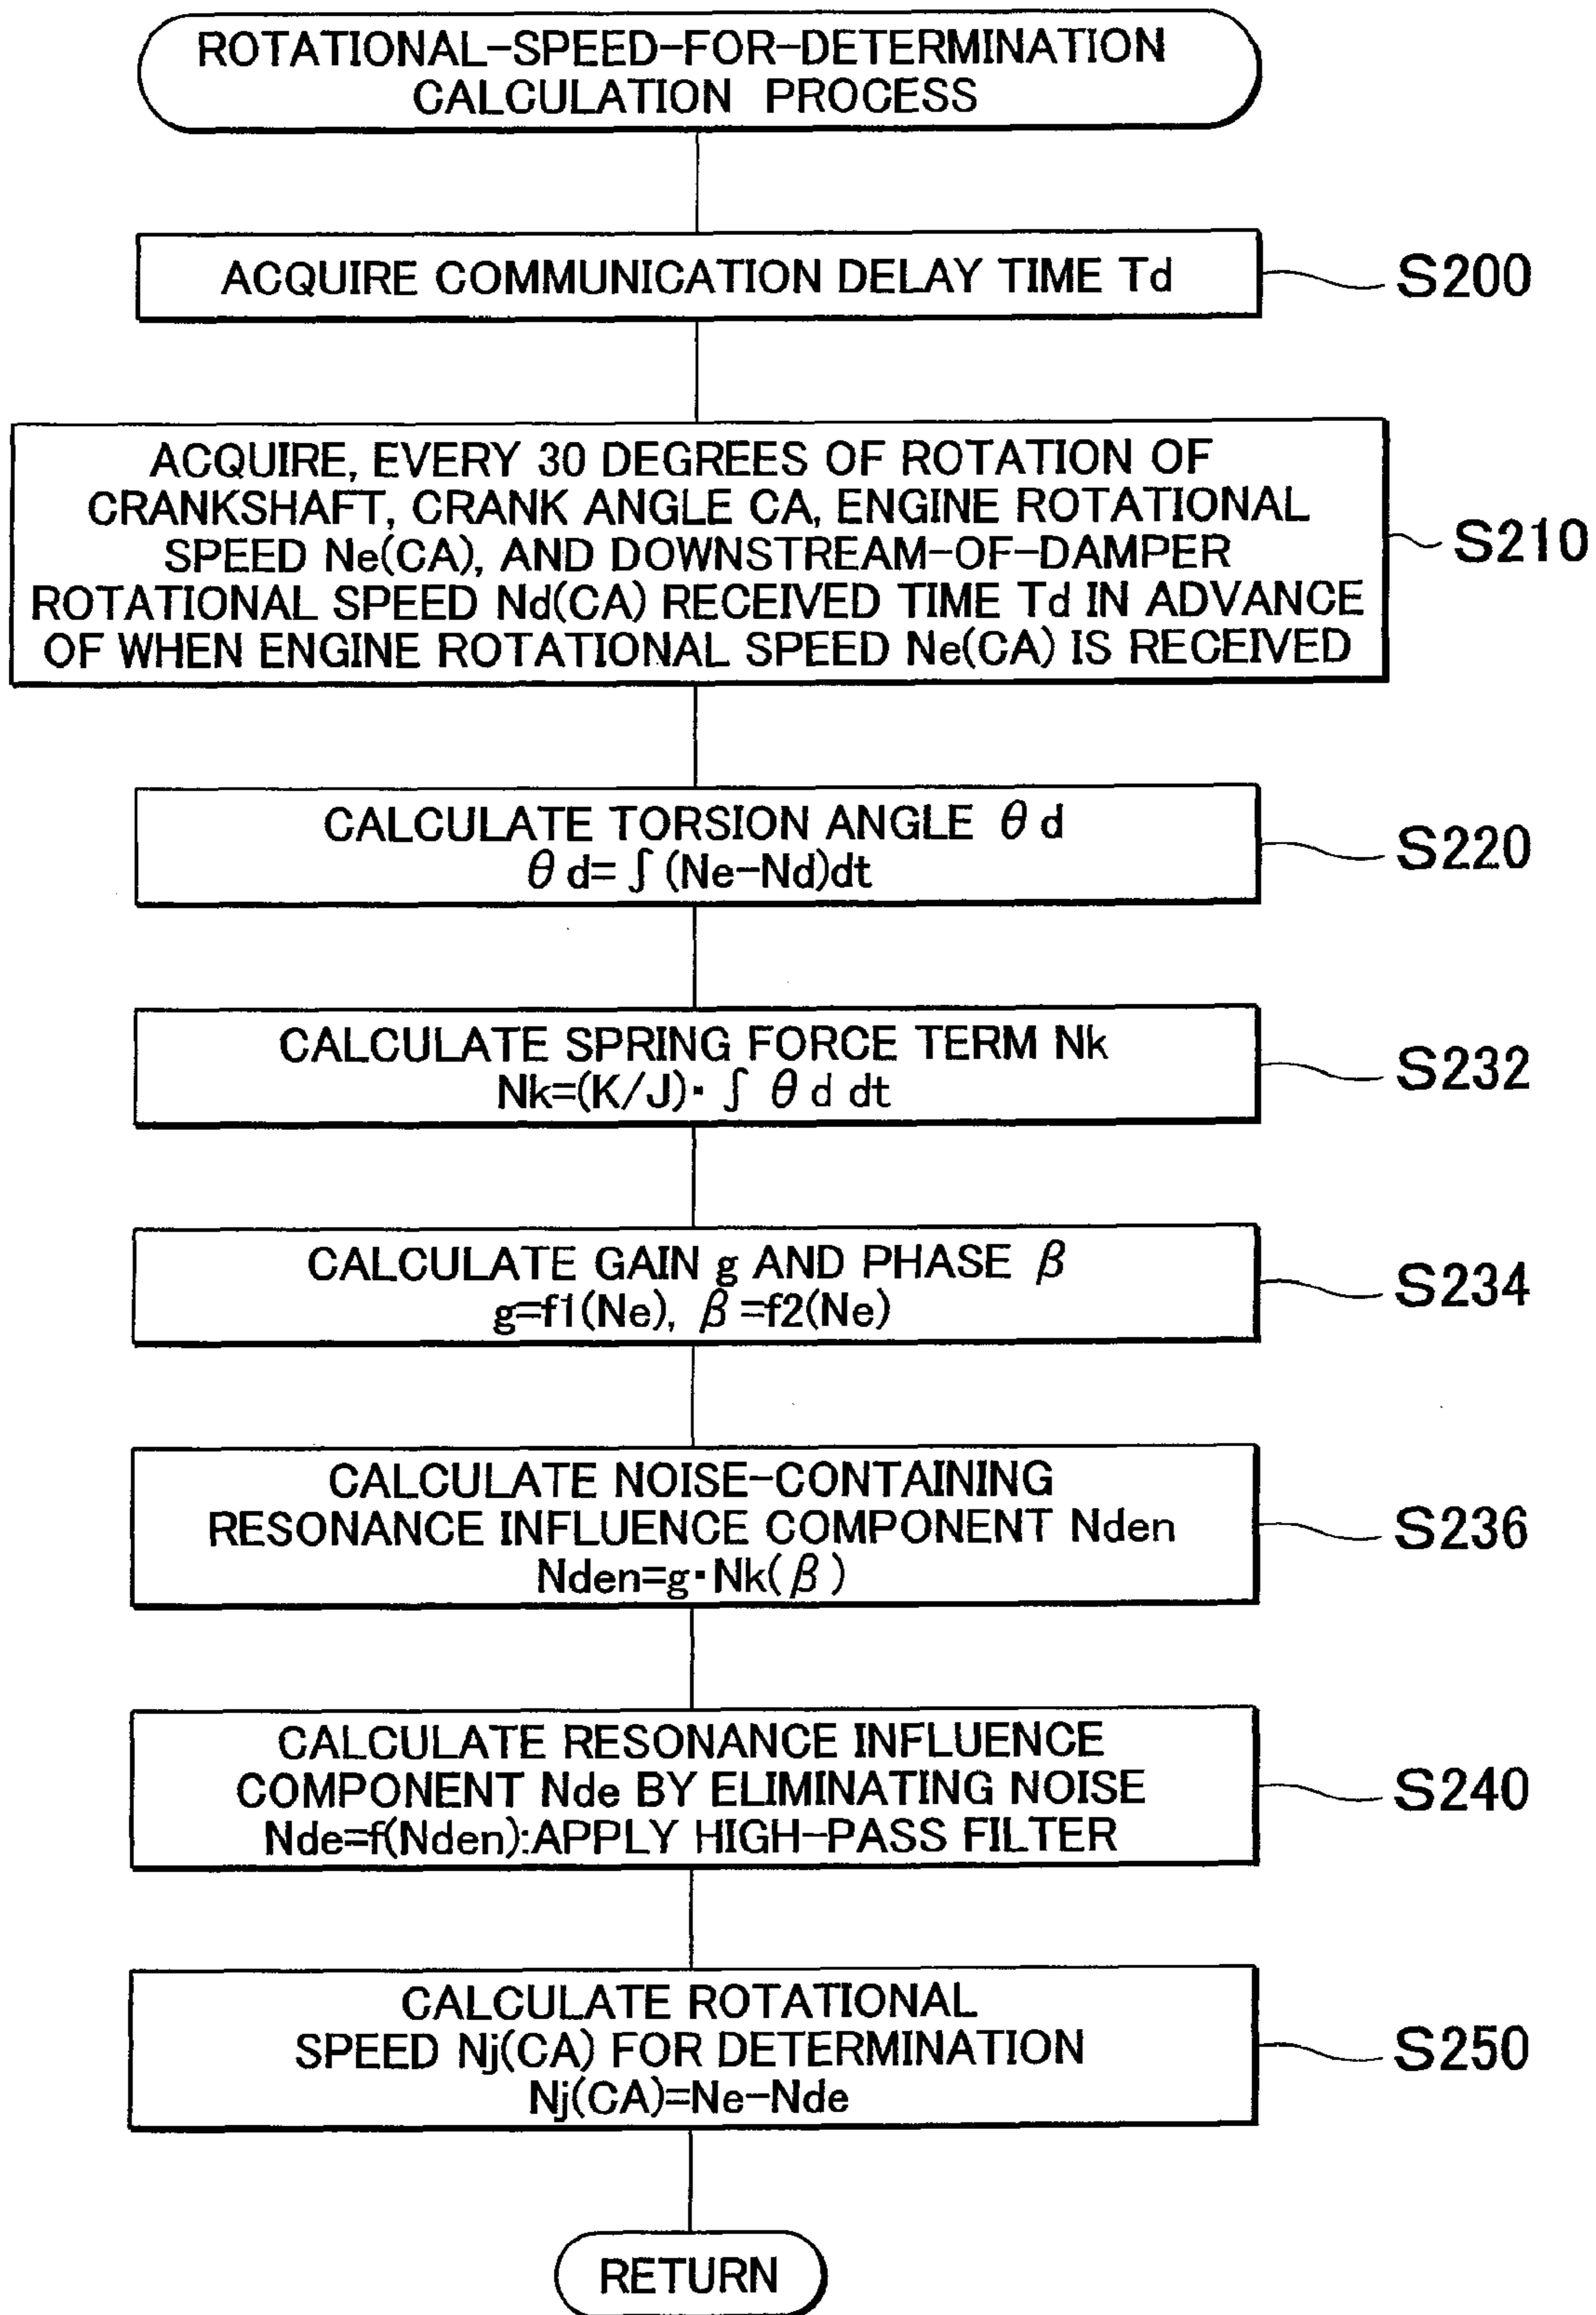 ROTATIONAL-SPEED-FOR-DETERMINATION
CALCULATION PROCESS
ACQUIRE COMMUNICATION DELAY TIME Td
S200
ACQUIRE, EVERY 30 DEGREES OF ROTATION OF
CRANKSHAFT, CRANK ANGLE CA, ENGINE ROTATIONAL
SPEED Ne(CA), AND DOWNSTREAM-OF-DAMPER
ROTATIONAL SPEED Nd(CA) RECEIVED TIME Td IN ADVANCE
OF WHEN ENGINE ROTATIONAL SPEED Ne(CA) IS RECEIVED
S210
CALCULATE TORSION ANGLE θd
θd=∫(Ne-Nd)dt
S220
CALCULATE SPRING FORCE TERM Nk
Nk=(K/J)・∫ θd dt
S232
CALCULATE GAIN g AND PHASE β
g=f1(Ne), β=f2(Ne)
S234
CALCULATE NOISE-CONTAINING
RESONANCE INFLUENCE COMPONENT Nden
Nden=g・Nk(β)
S236
CALCULATE RESONANCE INFLUENCE
COMPONENT Nde BY ELIMINATING NOISE
Nde=f(Nden):APPLY HIGH-PASS FILTER
S240
CALCULATE ROTATIONAL
SPEED Nj(CA) FOR DETERMINATION
Nj(CA)=Ne-Nde
S250
RETURN